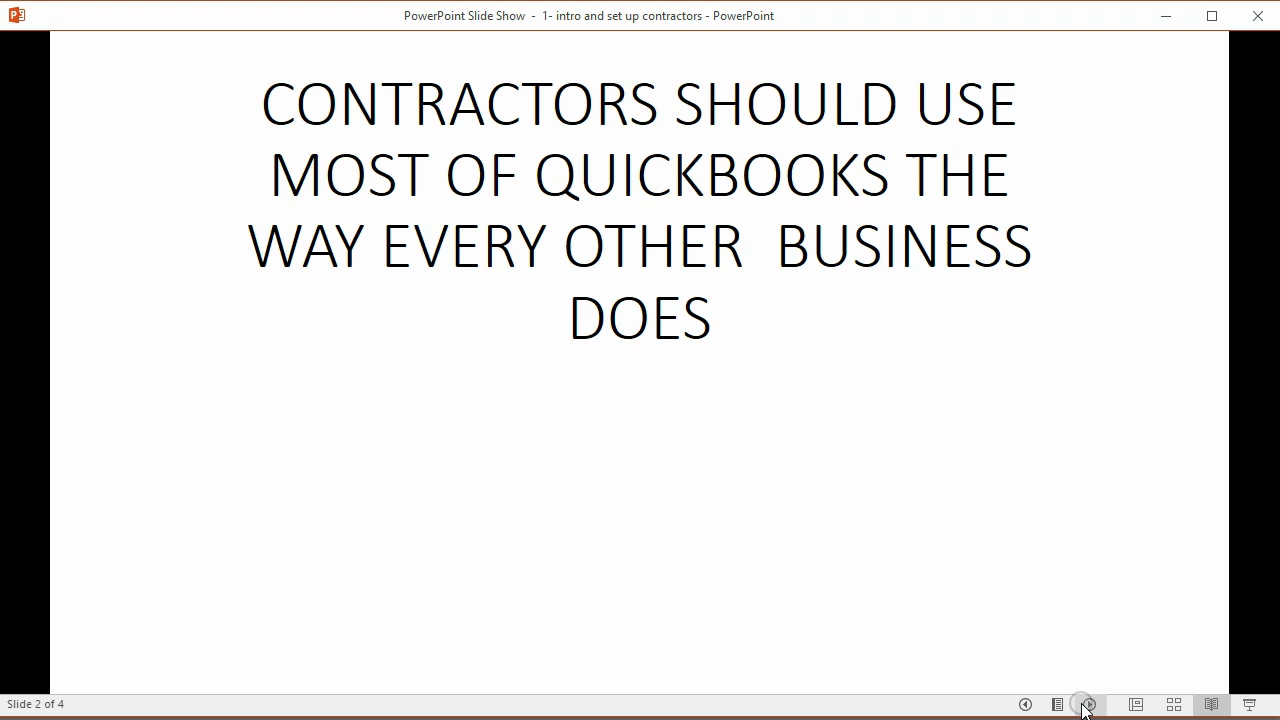 PowerPoint Slide Show - 1- intro and set up contractors - PowerPoint
CONTRACTORS SHOULD USE
MOST OF QUICKBOOKS THE
WAY EVERY OTHER  BUSINESS
DOES
Slide 2 of 4